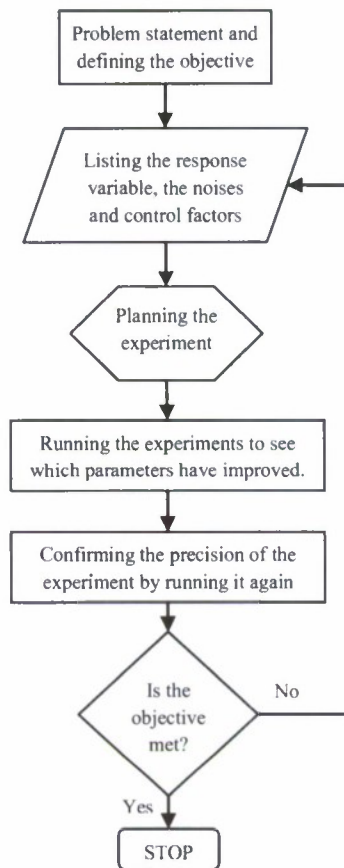 Problem statement and
defining the objective
Listing the response
variable, the noises
and control factors
Planning the
experiment
Running the experiments to see
which parameters have improved.
Confirming the precision of the
experiment by running it again
Is the
objective
met?
No
Yes
STOP